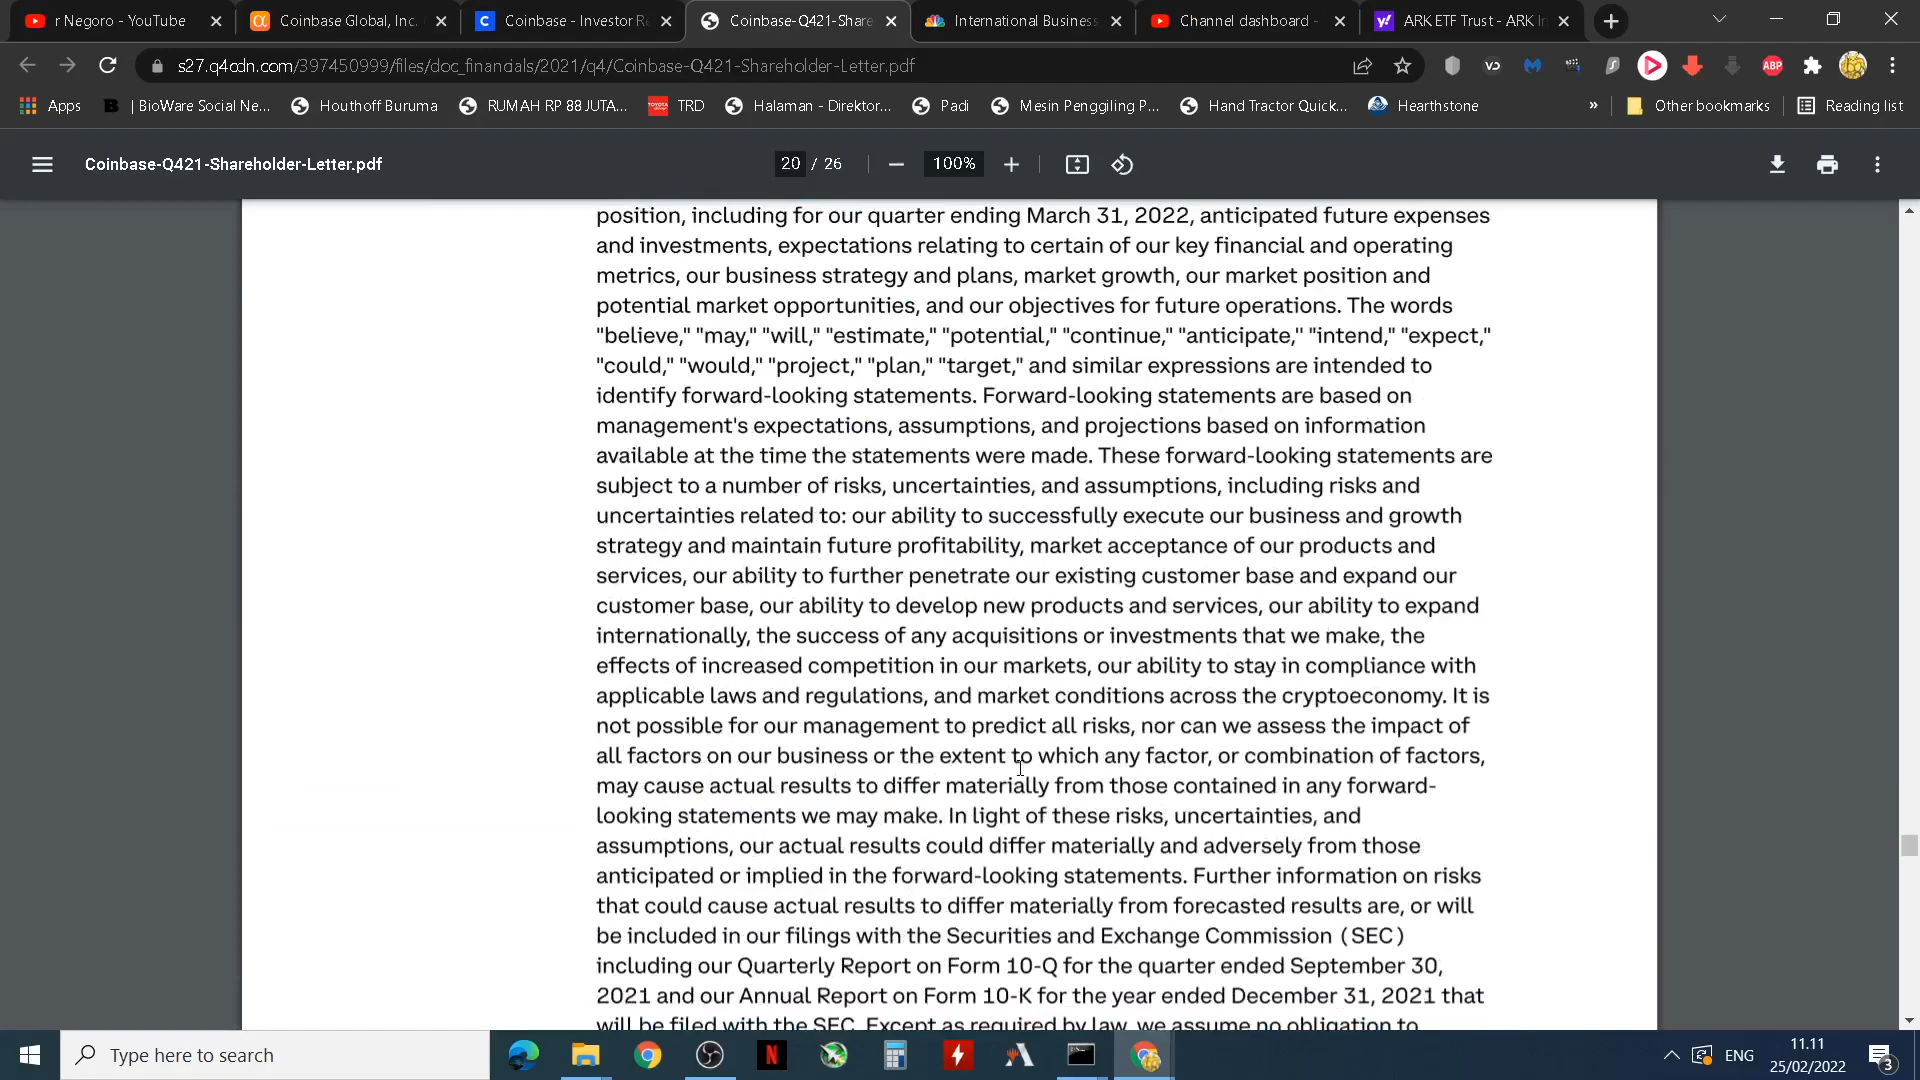 r Negoro - YouTube
Coinbase Global, Inc.
Coinbase - Investor Re
Coinbase-Q421-Share
International Business
Channel dashboard -
ARK ETF Trust - ARK In
s27.q4cdn.com/397450999/files/doc_financials/2021/q4/Coinbase-Q421-Shareholder-Letter.pdf
ABP
Apps
| BioWare Social Ne...
Houthoff Buruma
RUMAH RP 88 JUTA...
TRD
Halaman - Direktor...
Padi
Mesin Penggiling P...
Hand Tractor Quick...
Hearthstone
»
Other bookmarks
Reading list
Coinbase-Q421-Shareholder-Letter.pdf
20 / 26
100%
position, including for our quarter ending March 31, 2022, anticipated future expenses
and investments, expectations relating to certain of our key financial and operating
metrics, our business strategy and plans, market growth, our market position and
potential market opportunities, and our objectives for future operations. The words
"believe," "may," "will," "estimate," "potential," "continue," "anticipate," "intend," "expect,"
"could," "would," "project," "plan," "target," and similar expressions are intended to
identify forward-looking statements. Forward-looking statements are based on
management's expectations, assumptions, and projections based on information
available at the time the statements were made. These forward-looking statements are
subject to a number of risks, uncertainties, and assumptions, including risks and
uncertainties related to: our ability to successfully execute our business and growth
strategy and maintain future profitability, market acceptance of our products and
services, our ability to further penetrate our existing customer base and expand our
customer base, our ability to develop new products and services, our ability to expand
internationally, the success of any acquisitions or investments that we make, the
effects of increased competition in our markets, our ability to stay in compliance with
applicable laws and regulations, and market conditions across the cryptoeconomy. It is
not possible for our management to predict all risks, nor can we assess the impact of
all factors on our business or the extent to which any factor, or combination of factors,
may cause actual results to differ materially from those contained in any forward-
looking statements we may make. In light of these risks, uncertainties, and
assumptions, our actual results could differ materially and adversely from those
anticipated or implied in the forward-looking statements. Further information on risks
that could cause actual results to differ materially from forecasted results are, or will
be included in our filings with the Securities and Exchange Commission (SEC)
including our Quarterly Report on Form 10-Q for the quarter ended September 30,
2021 and our Annual Report on Form 10-K for the year ended December 31, 2021 that
will be filed with the SEC. Except as required by law, we assume no obligation to
Type here to search
ENG
11.11
25/02/2022
3